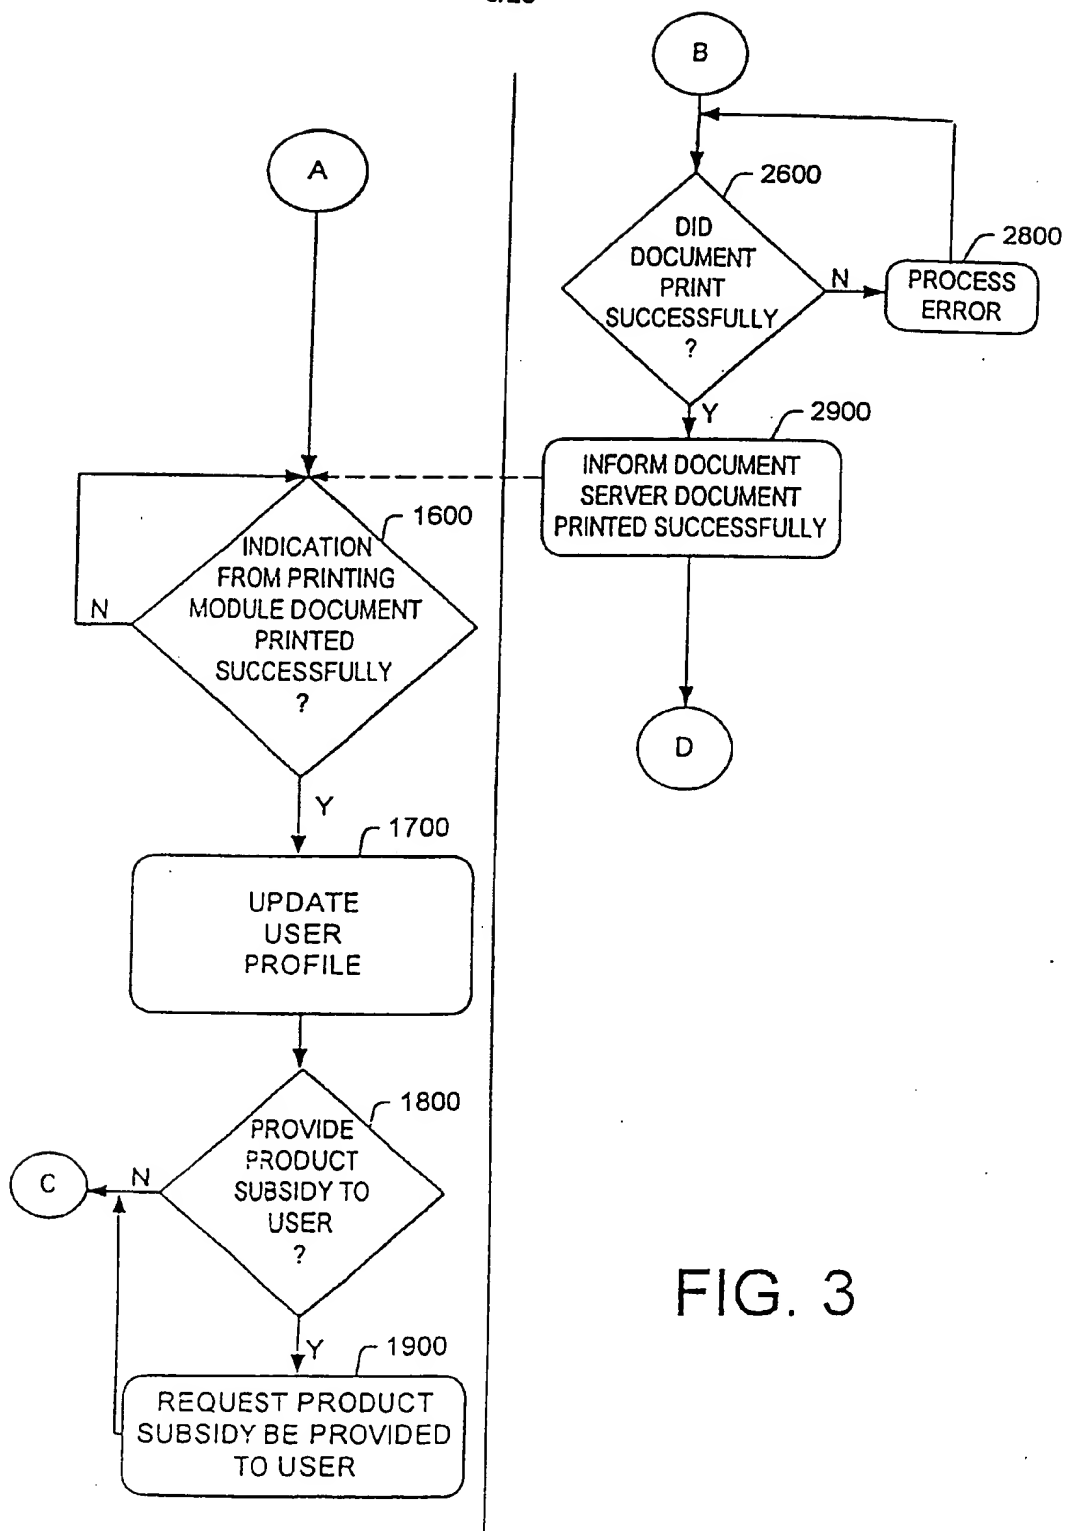 B
A
2600
DID
DOCUMENT
PRINT
SUCCESSFULLY
?
N
2800
PROCESS
ERROR
Y
2900
INFORM DOCUMENT
SERVER DOCUMENT
PRINTED SUCCESSFULLY
D
1600
INDICATION
FROM PRINTING
MODULE DOCUMENT
PRINTED
SUCCESSFULLY
?
N
Y
1700
UPDATE
USER
PROFILE
1800
PROVIDE
PRODUCT
SUBSIDY TO
USER
?
N
C
Y
1900
REQUEST PRODUCT
SUBSIDY BE PROVIDED
TO USER
FIG. 3